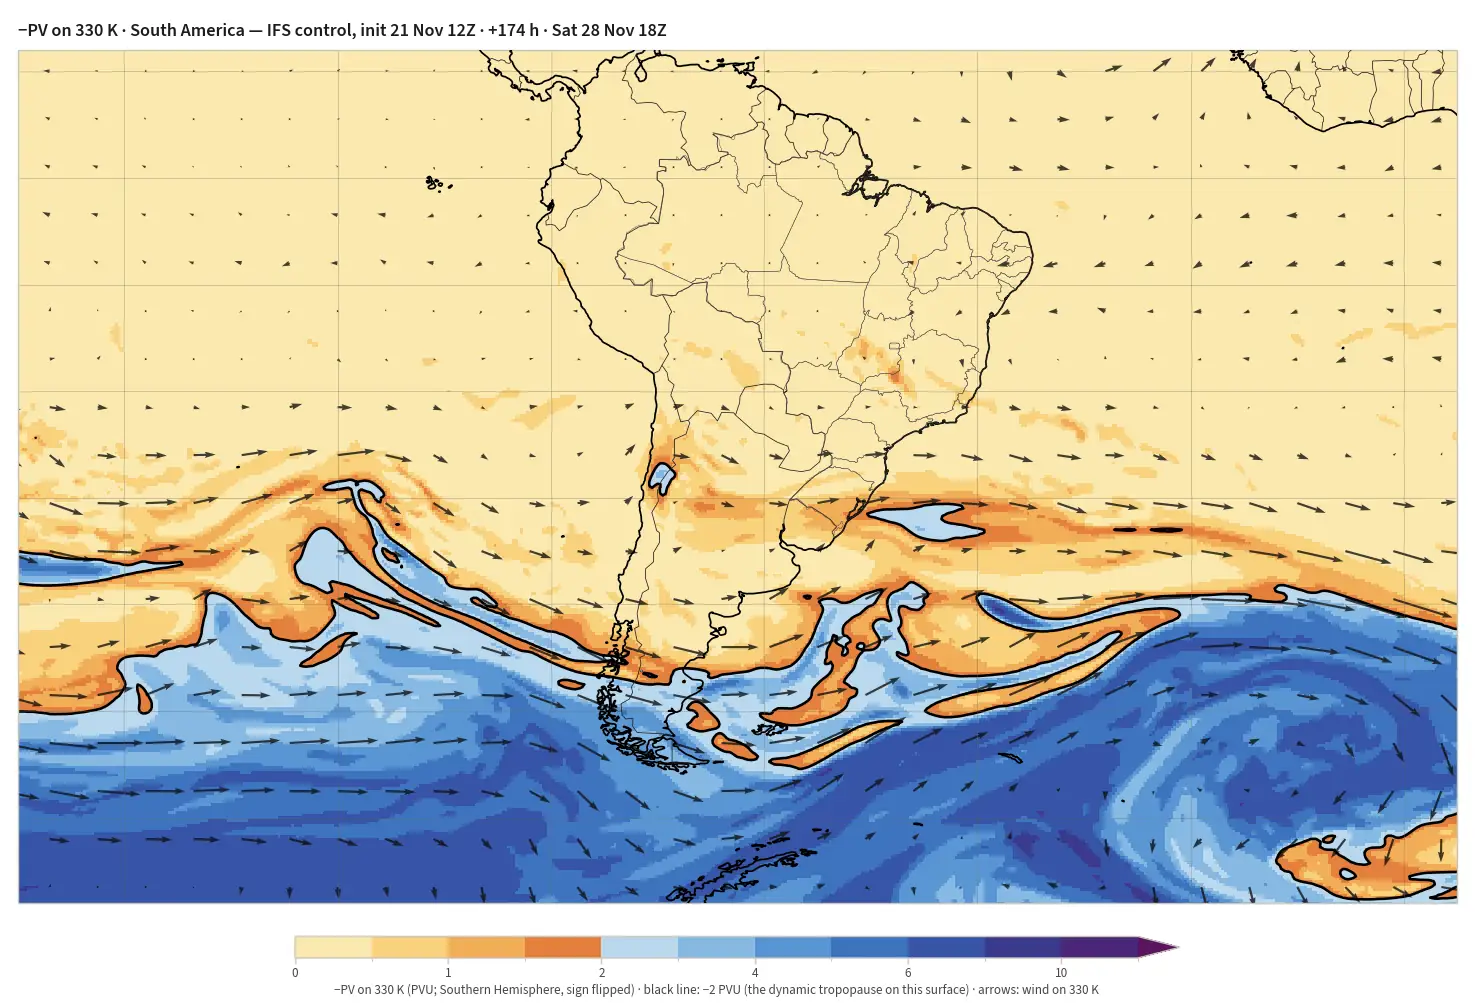 −PV on 330 K · South America — IFS control, init 21 Nov 12Z · +174 h · Sat 28 Nov 18Z
0 1 2 4 6 10
−PV on 330 K (PVU; Southern Hemisphere, sign flipped) · black line: −2 PVU (the dynamic tropopause on this surface) · arrows: wind on 330 K